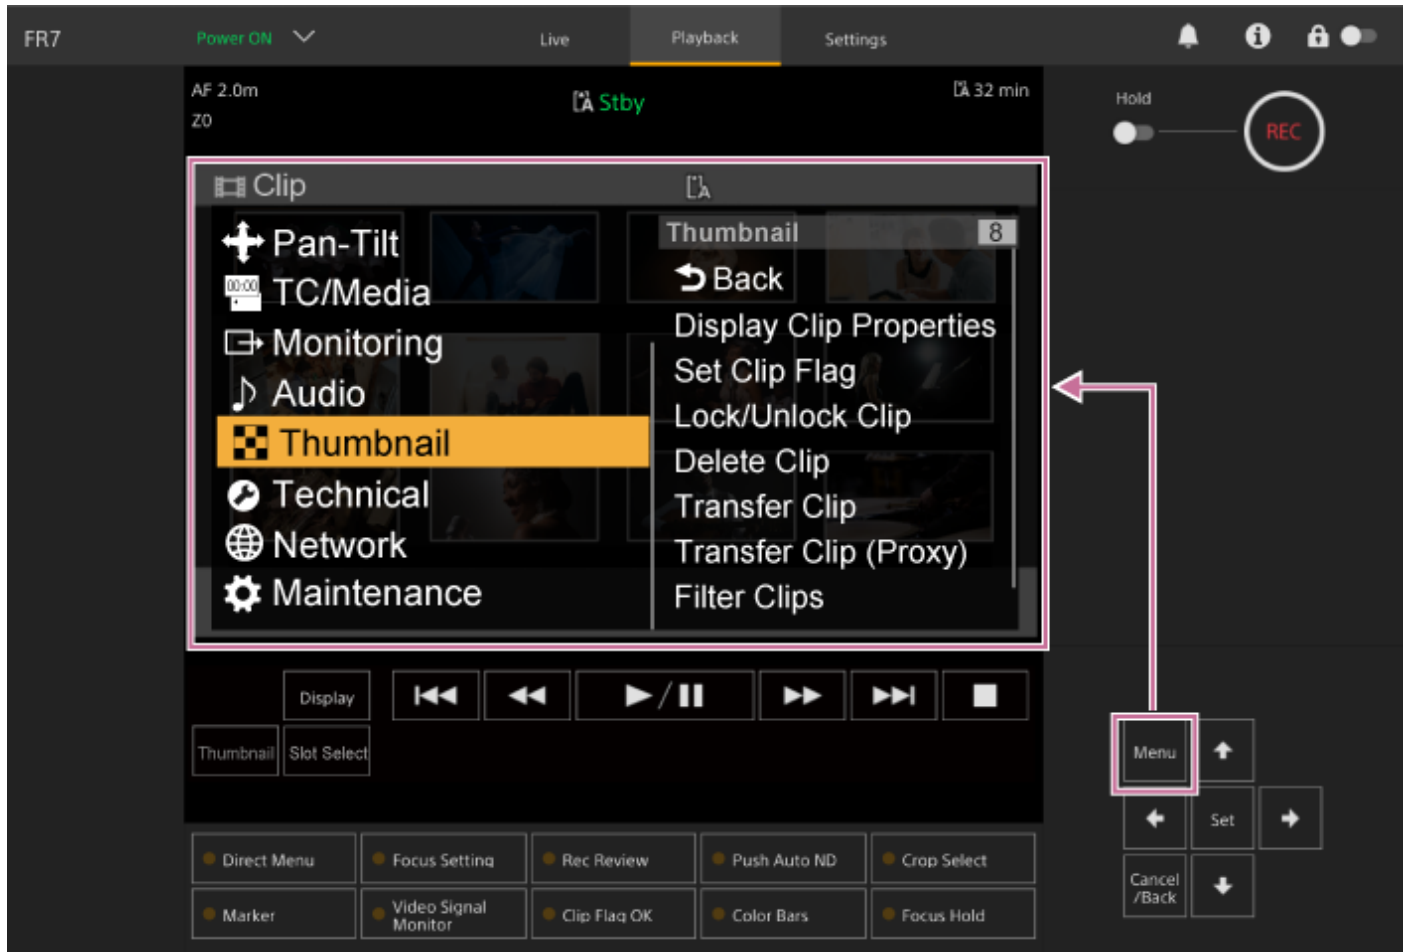 FR7
Power ON
Live
Playback
Settings
AF 2.0m
A Stby
A 32 min
Z0
Hold
REC
Clip
A
Pan-Tilt
00:00 TC/Media
Monitoring
Audio
Thumbnail
Technical
Network
Maintenance
Thumbnail 8
Back
Display Clip Properties
Set Clip Flag
Lock/Unlock Clip
Delete Clip
Transfer Clip
Transfer Clip (Proxy)
Filter Clips
Display
Thumbnail
Slot Select
Menu
Set
Cancel
/Back
Direct Menu
Focus Setting
Rec Review
Push Auto ND
Crop Select
Marker
Video Signal
Monitor
Clip Flag OK
Color Bars
Focus Hold